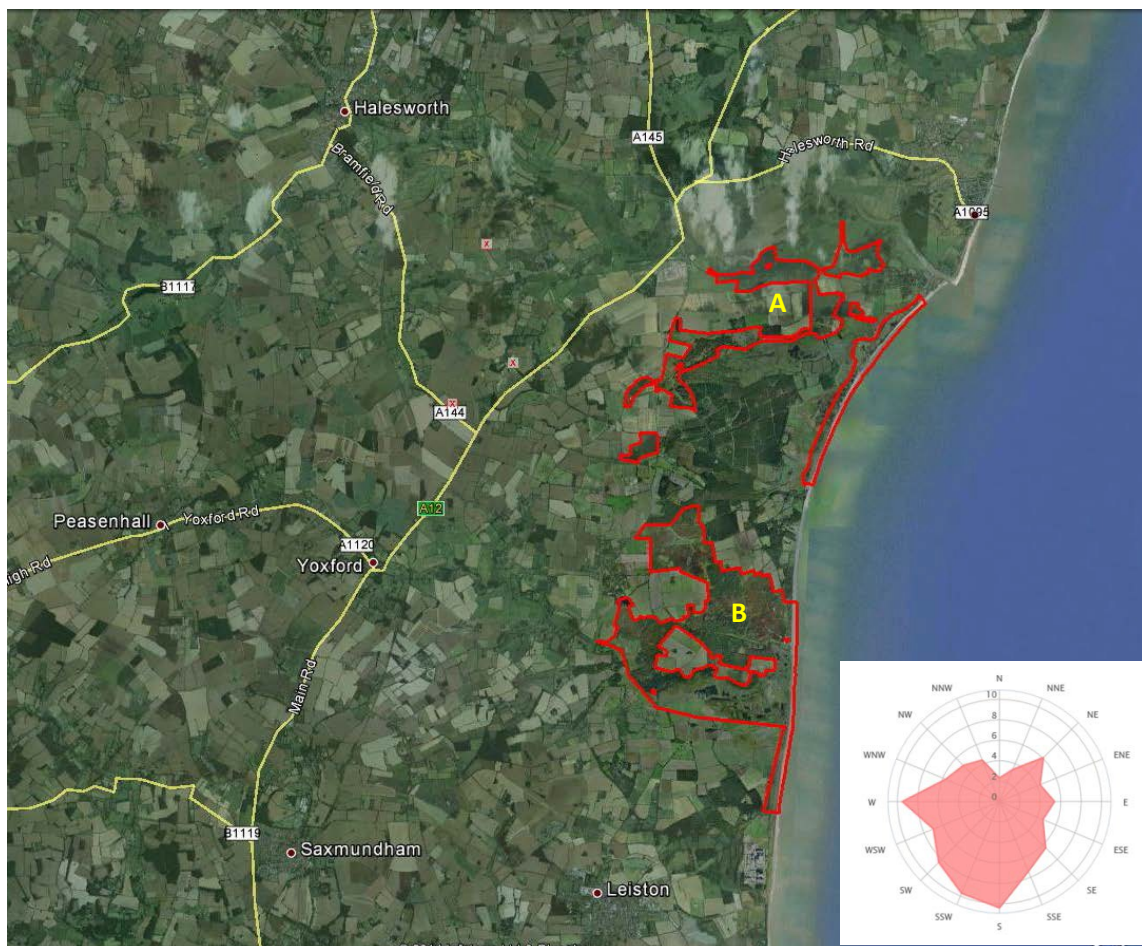 Halesworth
A145
Halesworth Rd
Bramfield Rd
A1095
X
B1117
A
X
X
A144
A12
Peasenhall
Yoxford Rd
A1120
Yoxford
igh Rd
B
Main Rd
B1119
Saxmundham
Leiston
N
NNW
NNE
10
NW
8
NE
6
WNW
4
ENE
2
W
0
E
WSW
ESE
SW
SE
SSW
SSE
S